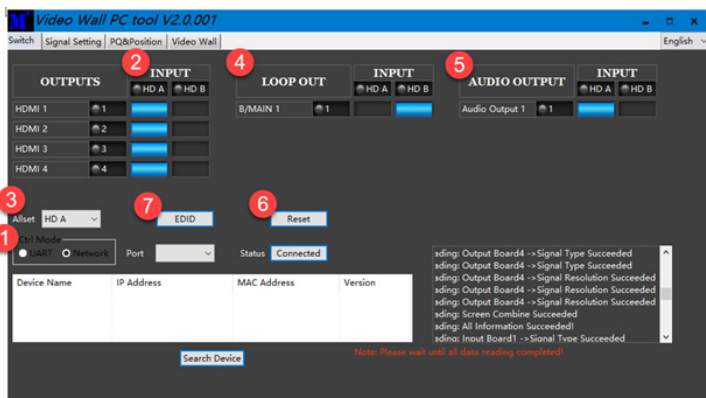 Video Wall PC tool V2.0.001
Switch Signal Setting PQ&Position Video Wall English
2 4 5
OUTPUTS INPUT LOOP OUT INPUT AUDIO OUTPUT INPUT
HD A HD B HD A HD B HD A HD B
HDMI 1 1 B/MAIN 1 1 Audio Output 1 1
HDMI 2 2
HDMI 3 3
HDMI 4 4
3 7 6
Allset HD A EDID Reset
1 Ctrl Mode
UART Network Port Status Connected
Device Name IP Address MAC Address Version
ading: Output Board4 ->Signal Type Succeeded
ading: Output Board4 ->Signal Type Succeeded
ading: Output Board4 ->Signal Resolution Succeeded
ading: Output Board4 ->Signal Resolution Succeeded
ading: Output Board4 ->Signal Resolution Succeeded
ading: Screen Combine Succeeded
ading: All Information Succeeded!
ading: Input Board1 ->Signal Type Succeeded
Search Device
Note: Please wait until all data reading completed!